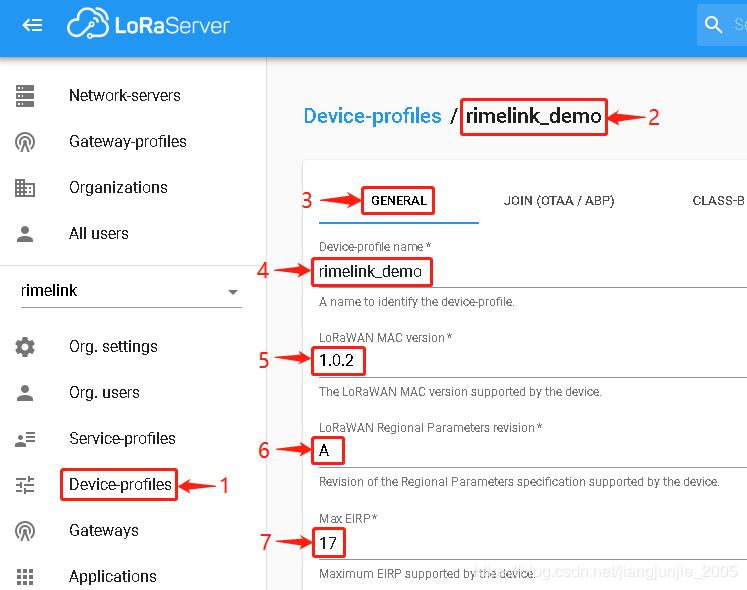 LoRaServer
Se
Network-servers
Gateway-profiles
Organizations
All users
rimelink
Org. settings
Org. users
Service-profiles
Device-profiles
1
Gateways
Applications
Device-profiles / rimelink_demo
2
3
GENERAL
JOIN (OTAA / ABP)
CLASS-B
Device-profile name *
4
rimelink_demo
A name to identify the device-profile.
LoRaWAN MAC version *
5
1.0.2
The LoRaWAN MAC version supported by the device.
LoRaWAN Regional Parameters revision *
6
A
Revision of the Regional Parameters specification supported by the device.
Max EIRP *
7
17
Maximum EIRP supported by the device.
https://blog.csdn.net/jiangjunjie_2005